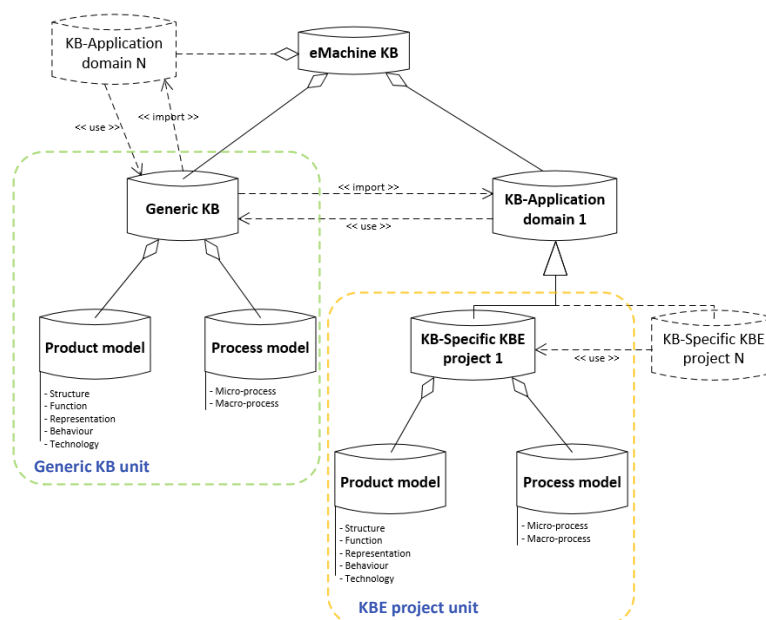 KB-Application
domain N
eMachine KB
<< use >>
<< import >>
Generic KB
<< import >>
<< use >>
KB-Application
domain 1
Product model
- Structure
- Function
- Representation
- Behaviour
- Technology
Process model
- Micro-process
- Macro-process
Generic KB unit
KB-Specific KBE
project 1
<< use >>
KB-Specific KBE
project N
Product model
- Structure
- Function
- Representation
- Behaviour
- Technology
Process model
- Micro-process
- Macro-process
KBE project unit